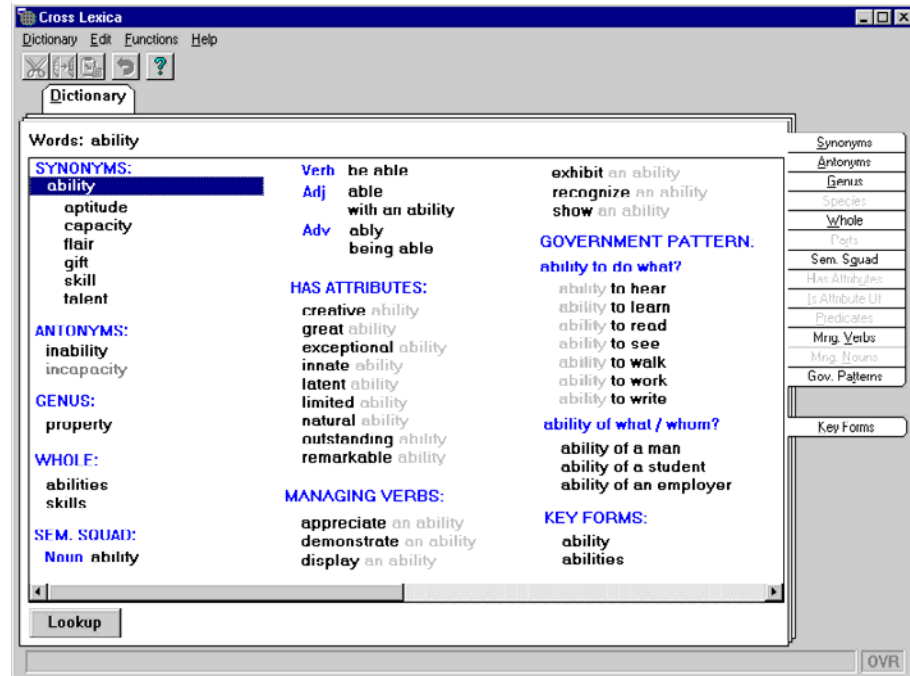 Cross Lexica
Dictionary Edit Functions Help
Dictionary
Words: ability
SYNONYMS:
ability
aptitude
capacity
flair
gift
skill
talent
ANTONYMS:
inability
incapacity
GENUS:
property
WHOLE:
abilities
skills
SEM. SQUAD:
Noun ability
Verb be able
Adj able
with an ability
Adv ably
being able
HAS ATTRIBUTES:
creative ability
great ability
exceptional ability
innate ability
latent ability
limited ability
natural ability
outstanding ability
remarkable ability
MANAGING VERBS:
appreciate an ability
demonstrate an ability
display an ability
exhibit an ability
recognize an ability
show an ability
GOVERNMENT PATTERN.
ability to do what?
ability to hear
ability to learn
ability to read
ability to see
ability to walk
ability to work
ability to write
ability of what / whom?
ability of a man
ability of a student
ability of an employer
KEY FORMS:
ability
abilities
Synonyms
Antonyms
Genus
Species
Whole
Parts
Sem. Squad
Has Attributes
Is Attribute Of
Predicates
Mng. Verbs
Mng. Nouns
Gov. Patterns
Key Forms
Lookup
OVR